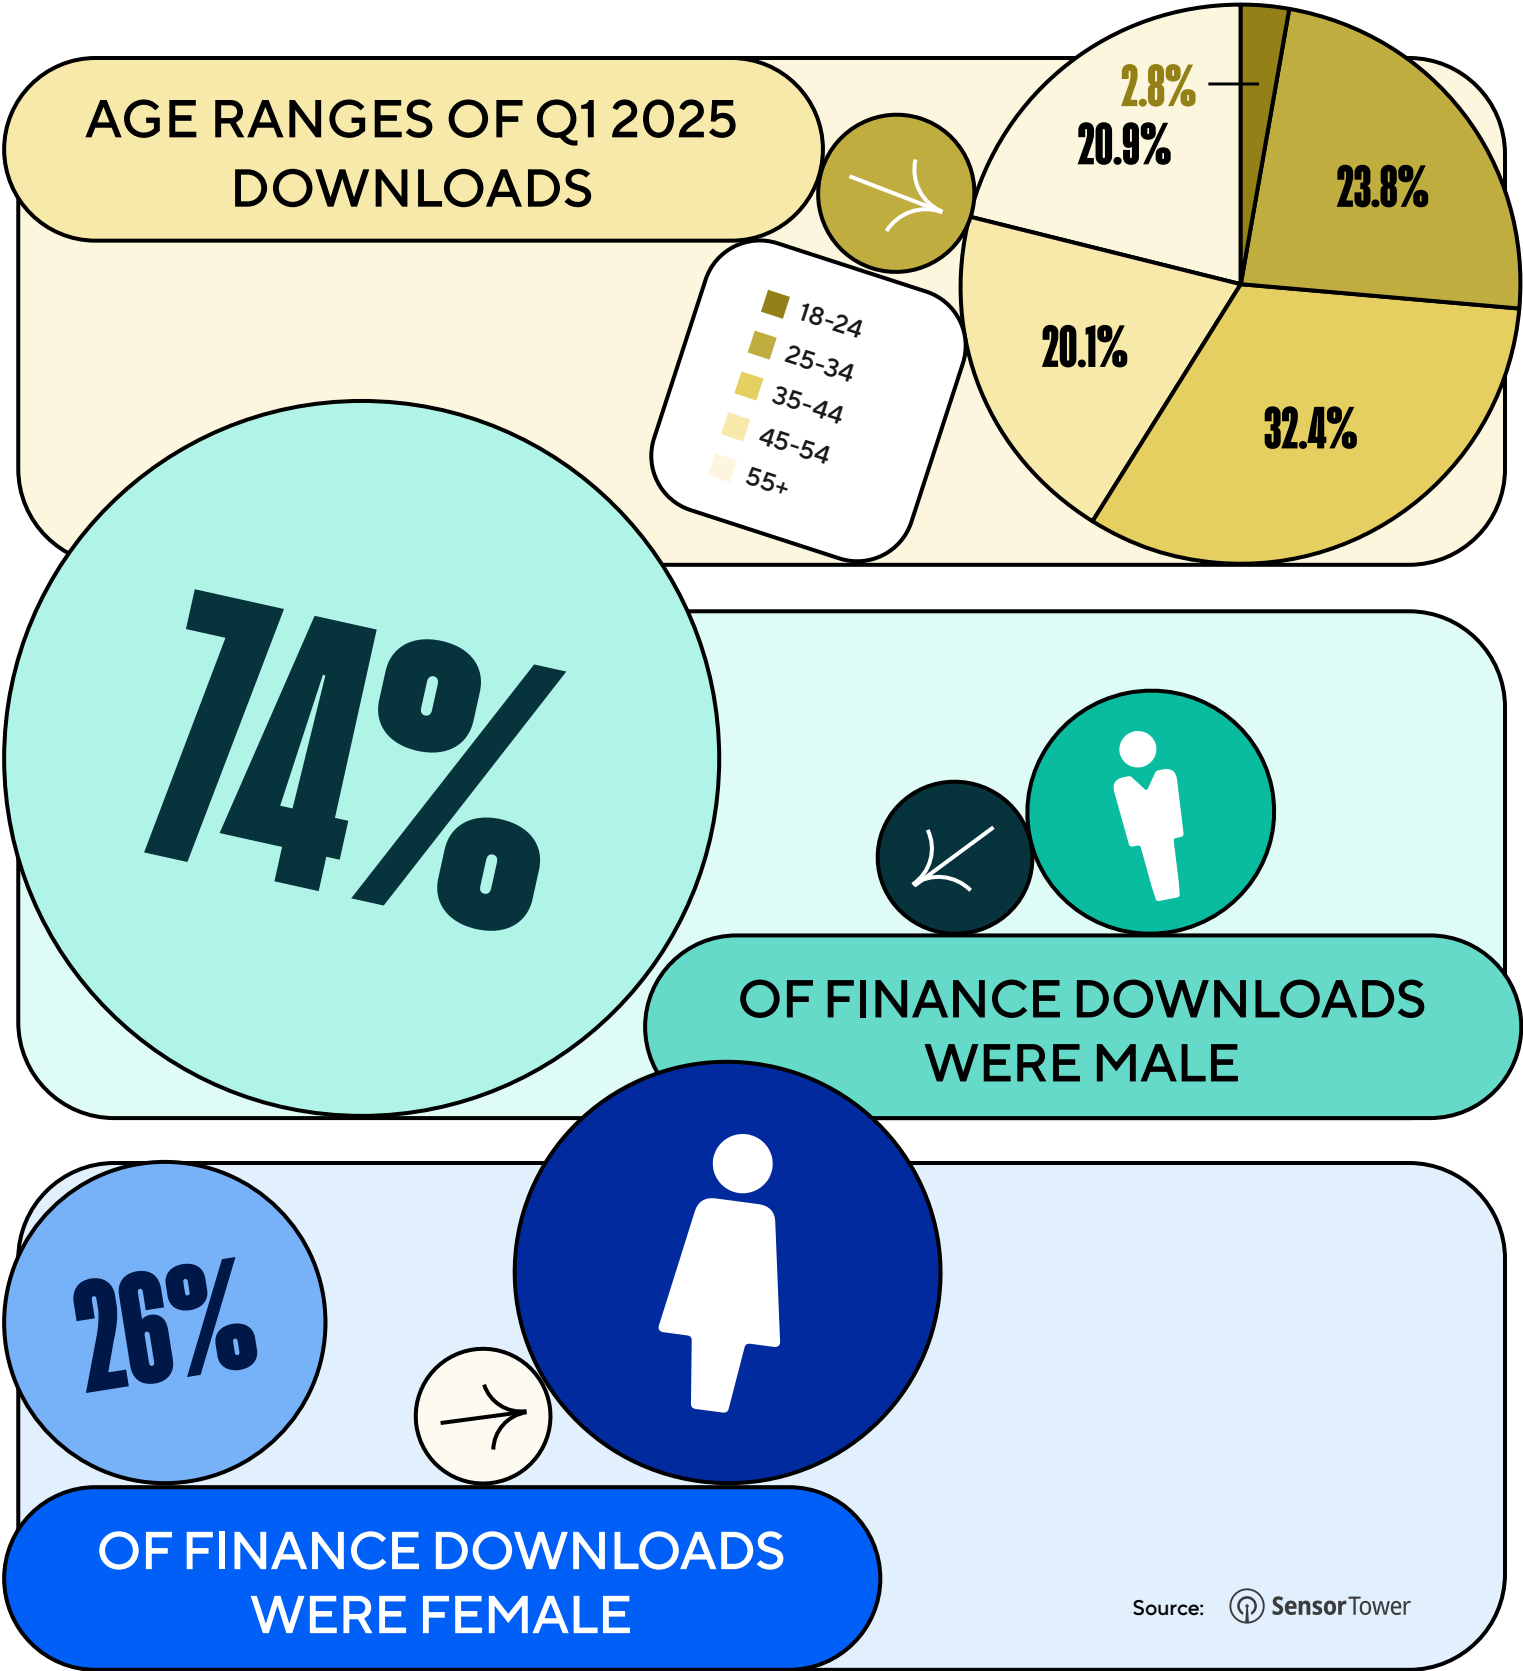 AGE RANGES OF Q1 2025
DOWNLOADS
2.8%
20.9%
23.8%
20.1%
32.4%
18-24
25-34
35-44
45-54
55+
74%
OF FINANCE DOWNLOADS
WERE MALE
26%
OF FINANCE DOWNLOADS
WERE FEMALE
Source: SensorTower